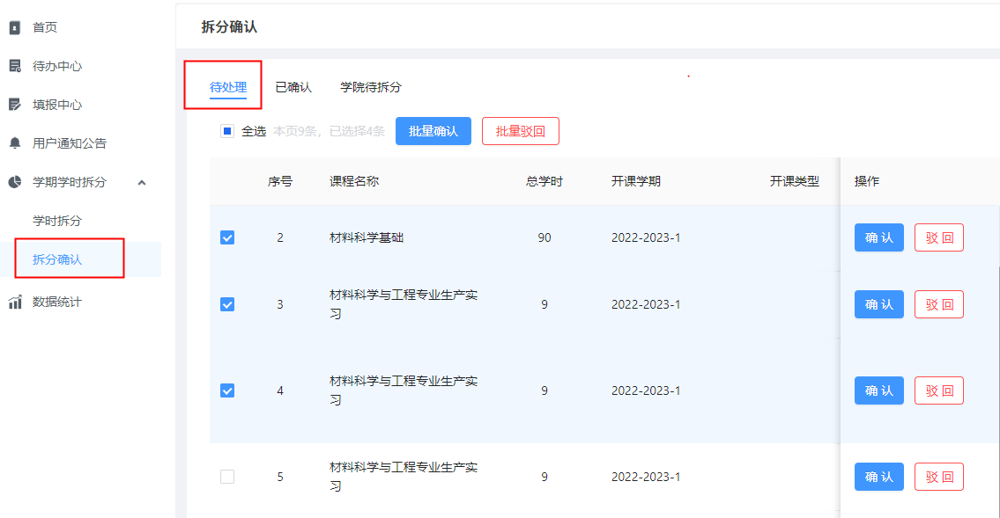 首页
待办中心
填报中心
用户通知公告
学期学时拆分
学时拆分
拆分确认
数据统计
拆分确认
待处理 已确认 学院待拆分
全选 本页9条，已选择4条 批量确认 批量驳回
序号 课程名称 总学时 开课学期 开课类型 操作
2 材料科学基础 90 2022-2023-1 确 认 驳 回
3 材料科学与工程专业生产实
习 9 2022-2023-1 确 认 驳 回
4 材料科学与工程专业生产实
习 9 2022-2023-1 确 认 驳 回
5 材料科学与工程专业生产实
习 9 2022-2023-1 确 认 驳 回